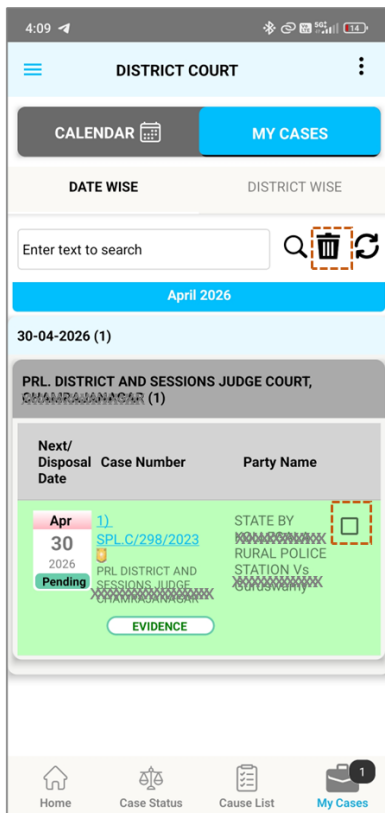 4:09
5G
14
DISTRICT COURT
CALENDAR
MY CASES
DATE WISE
DISTRICT WISE
Enter text to search
April 2026
30-04-2026 (1)
PRL. DISTRICT AND SESSIONS JUDGE COURT,
(1)
Next/
Disposal Case Number Party Name
Date
Apr
30
2026
Pending
1)
SPL.C/298/2023
PRL DISTRICT AND
SESSIONS JUDGE
EVIDENCE
STATE BY
RURAL POLICE
STATION Vs
1
Home
Case Status
Cause List
My Cases